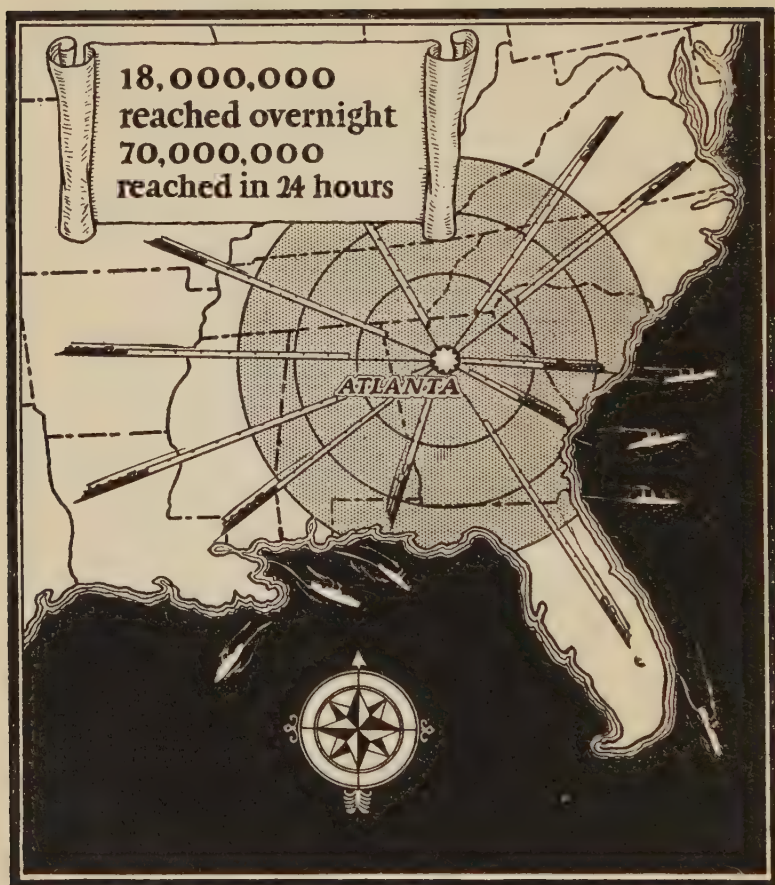 18,000,000
reached overnight
70,000,000
reached in 24 hours
ATLANTA